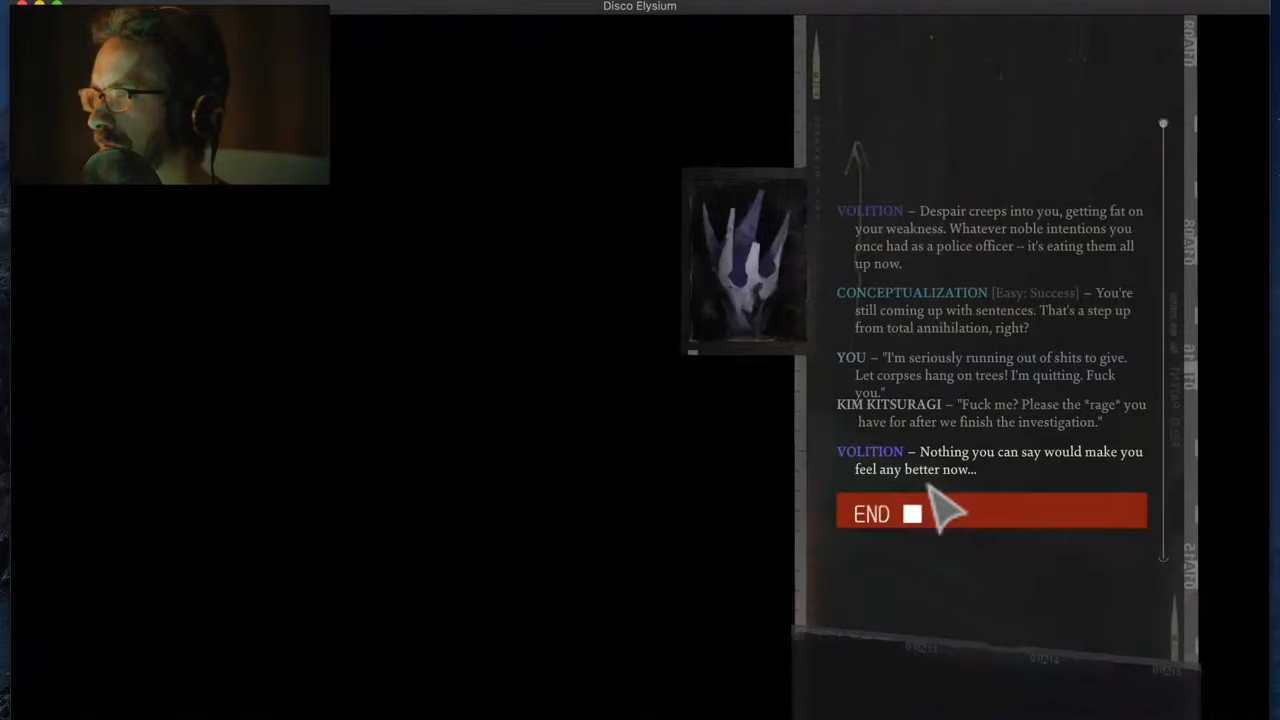 Disco Elysium
VOLITION – Despair creeps into you, getting fat on
your weakness. Whatever noble intentions you
once had as a police officer -- it's eating them all
up now.
CONCEPTUALIZATION [Easy: Success] – You're
still coming up with sentences. That's a step up
from total annihilation, right?
YOU – "I'm seriously running out of shits to give.
Let corpses hang on trees! I'm quitting. Fuck
you."
KIM KITSURAGI – "Fuck me? Please the *rage* you
have for after we finish the investigation."
VOLITION – Nothing you can say would make you
feel any better now...
END